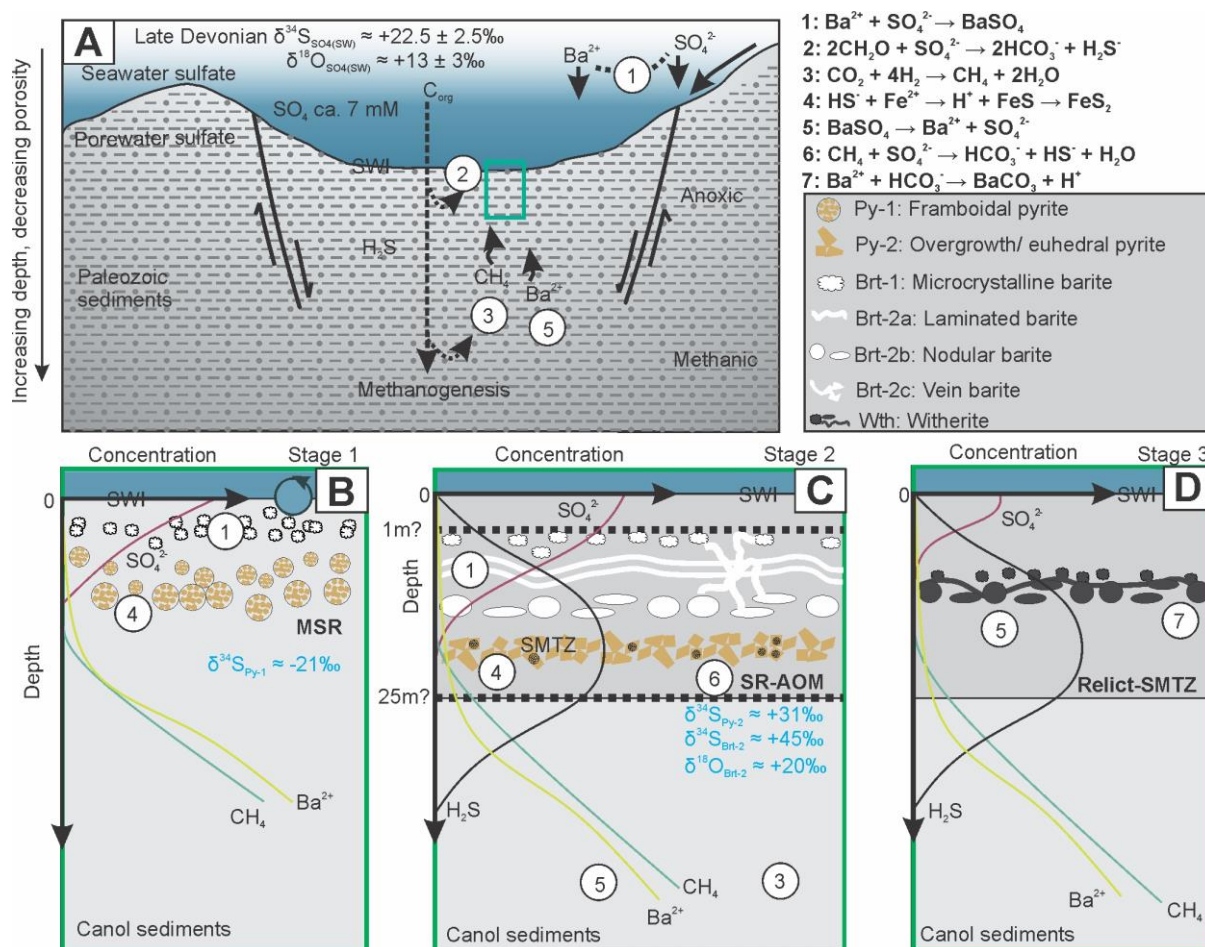 A
Late Devonian δ³⁴S_SO4(SW) ≈ +22.5 ± 2.5‰
δ¹⁸O_SO4(SW) ≈ +13 ± 3‰
Seawater sulfate
SO₄ ca. 7 mM
Porewater sulfate
C_org
Ba²⁺
SO₄²⁻
1
SWI
2
Anoxic
H₂S
Paleozoic
sediments
CH₄
Ba²⁺
3
5
Methanic
Methanogenesis
Increasing depth, decreasing porosity
1: Ba²⁺ + SO₄²⁻ → BaSO₄
2: 2CH₂O + SO₄²⁻ → 2HCO₃⁻ + H₂S⁻
3: CO₂ + 4H₂ → CH₄ + 2H₂O
4: HS⁻ + Fe²⁺ → H⁺ + FeS → FeS₂
5: BaSO₄ → Ba²⁺ + SO₄²⁻
6: CH₄ + SO₄²⁻ → HCO₃⁻ + HS⁻ + H₂O
7: Ba²⁺ + HCO₃⁻ → BaCO₃ + H⁺
Py-1: Framboidal pyrite
Py-2: Overgrowth/ euhedral pyrite
Brt-1: Microcrystalline barite
Brt-2a: Laminated barite
Brt-2b: Nodular barite
Brt-2c: Vein barite
Wth: Witherite
Concentration
Stage 1
B
0
SWI
1
SO₄²⁻
4
MSR
δ³⁴S_Py-1 ≈ -21‰
Depth
CH₄
Ba²⁺
Canol sediments
Concentration
Stage 2
C
0
SWI
SO₄²⁻
1m?
1
Depth
SMTZ
4
6
SR-AOM
25m?
δ³⁴S_Py-2 ≈ +31‰
δ³⁴S_Brt-2 ≈ +45‰
δ¹⁸O_Brt-2 ≈ +20‰
H₂S
5
3
CH₄
Ba²⁺
Canol sediments
Concentration
Stage 3
D
0
SWI
SO₄²⁻
5
7
Relict-SMTZ
H₂S
Ba²⁺
CH₄
Canol sediments